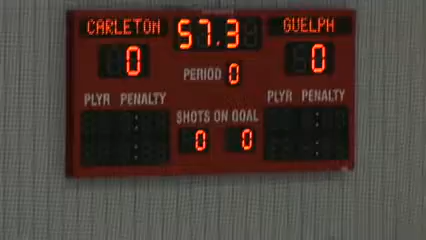 CARLETON 57.3 GUELPH
0 0
PERIOD 0
PLYR PENALTY PLYR PENALTY
: :
SHOTS ON GOAL
0 0
: :